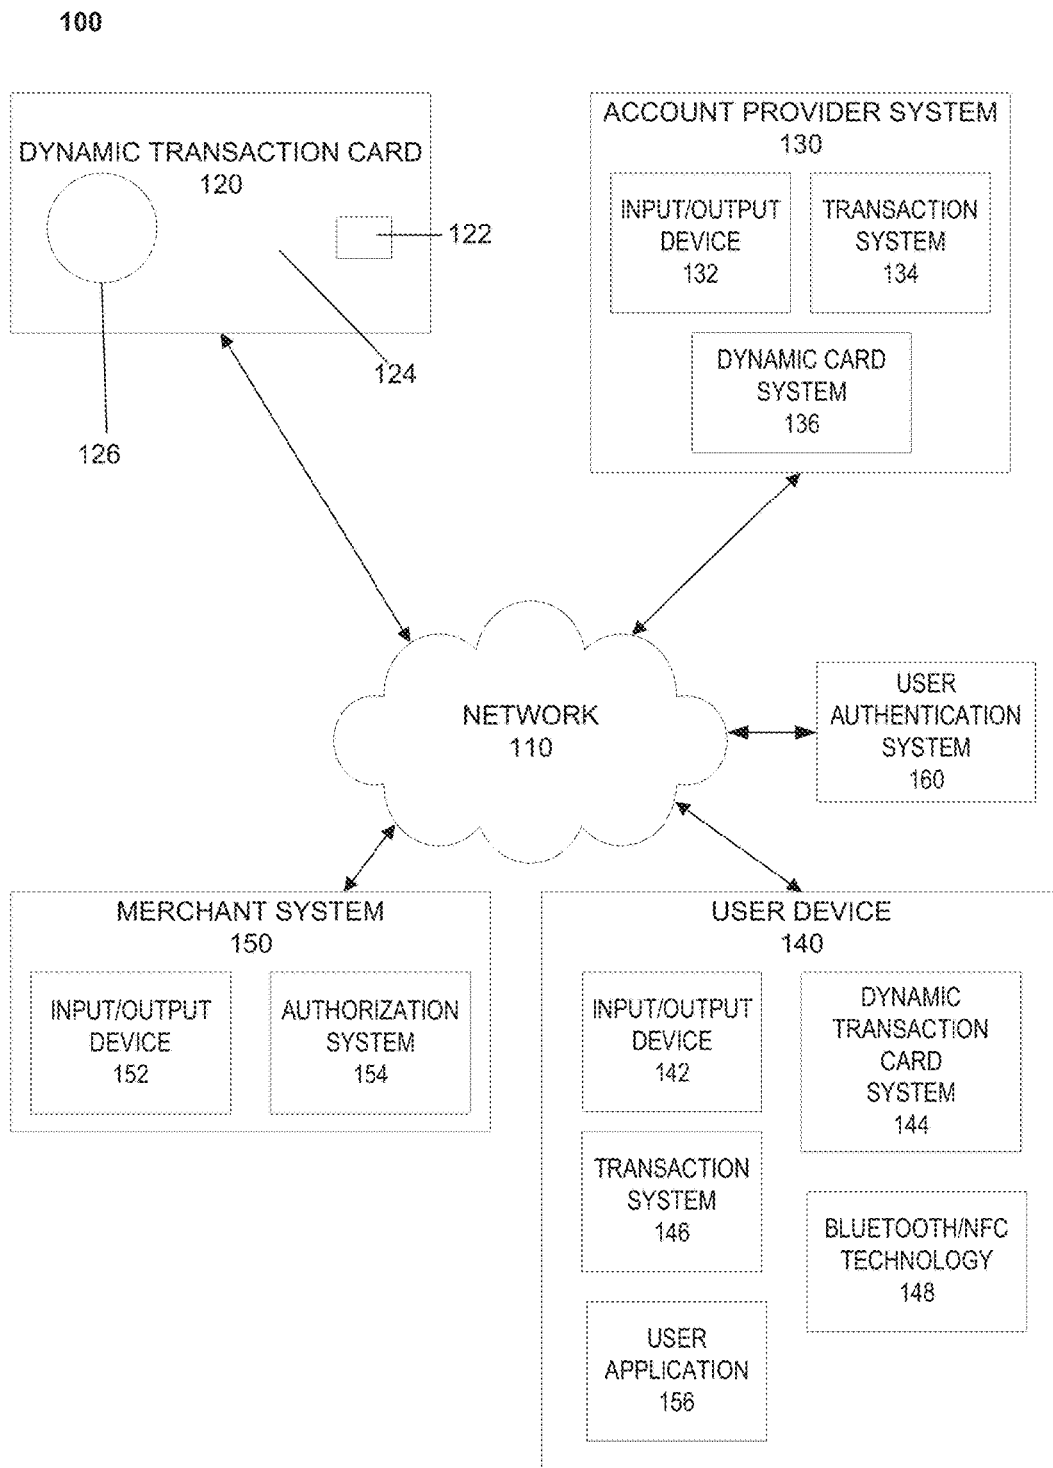 100
DYNAMIC TRANSACTION CARD
120
122
124
126
ACCOUNT PROVIDER SYSTEM
130
INPUT/OUTPUT
DEVICE
132
TRANSACTION
SYSTEM
134
DYNAMIC CARD
SYSTEM
136
NETWORK
110
USER
AUTHENTICATION
SYSTEM
160
MERCHANT SYSTEM
150
INPUT/OUTPUT
DEVICE
152
AUTHORIZATION
SYSTEM
154
USER DEVICE
140
INPUT/OUTPUT
DEVICE
142
DYNAMIC
TRANSACTION
CARD
SYSTEM
144
TRANSACTION
SYSTEM
146
BLUETOOTH/NFC
TECHNOLOGY
148
USER
APPLICATION
156